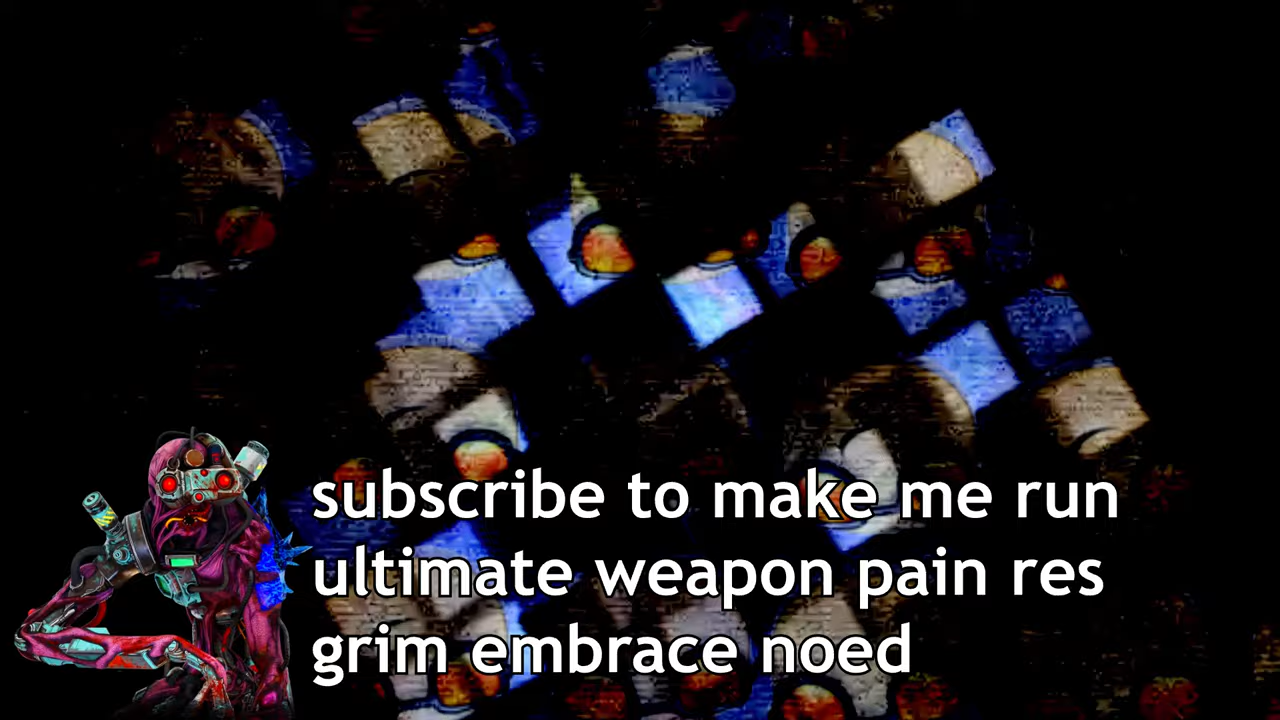 subscribe to make me run
ultimate weapon pain res
grim embrace noed